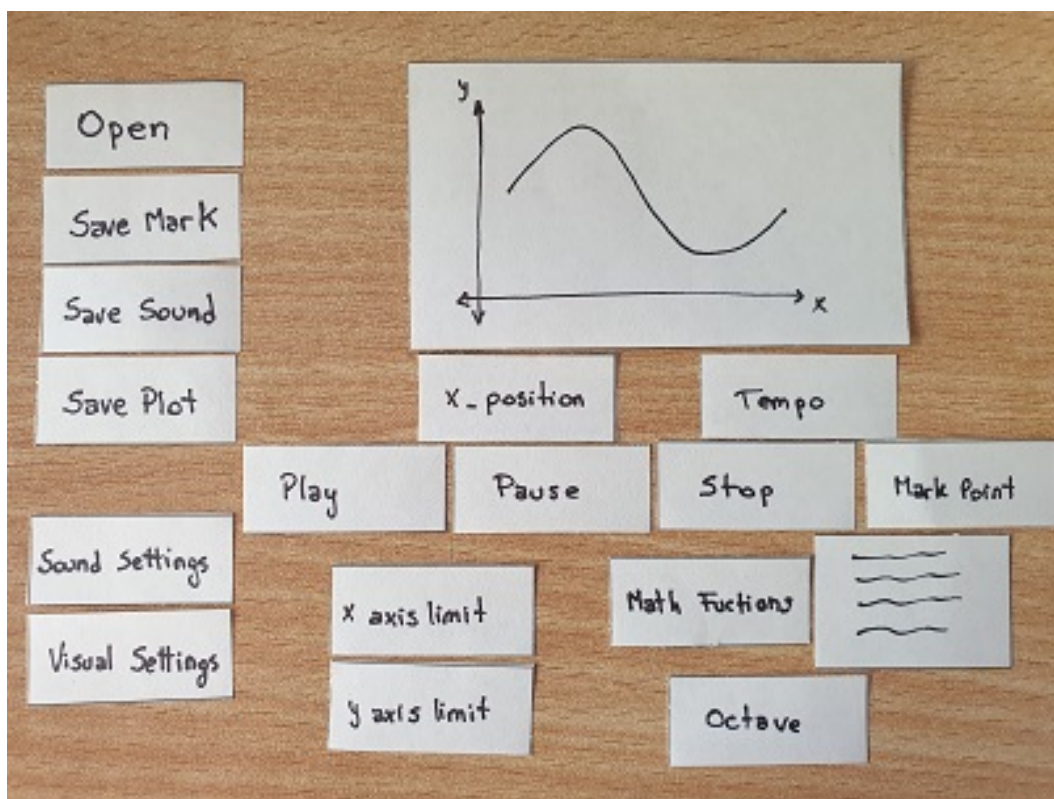 Open
Save Mark
Save Sound
Save Plot
y
x
x_position
Tempo
Play
Pause
Stop
Mark Point
Sound Settings
Visual Settings
x axis limit
y axis limit
Math Fuctions
Octave